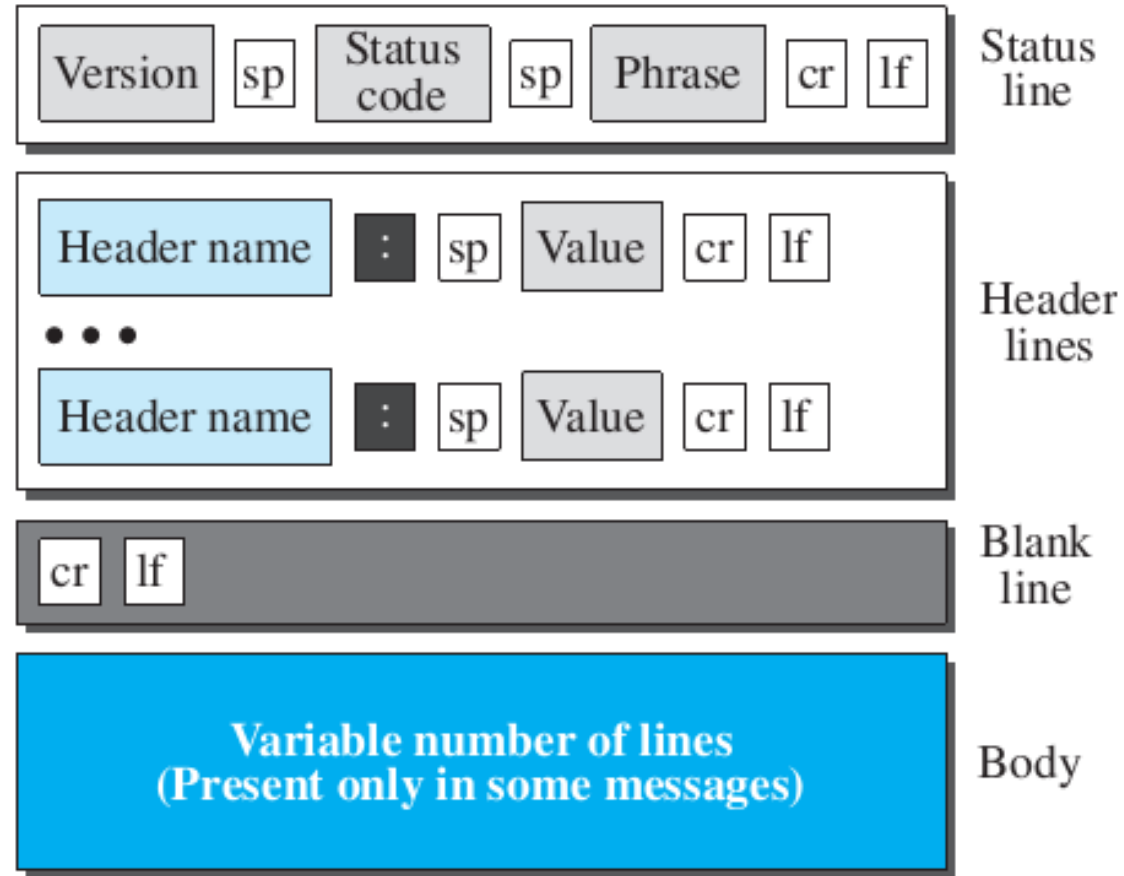 Version sp Status code sp Phrase cr lf
Status line
Header name : sp Value cr lf
•••
Header name : sp Value cr lf
Header lines
cr lf
Blank line
Variable number of lines
(Present only in some messages)
Body